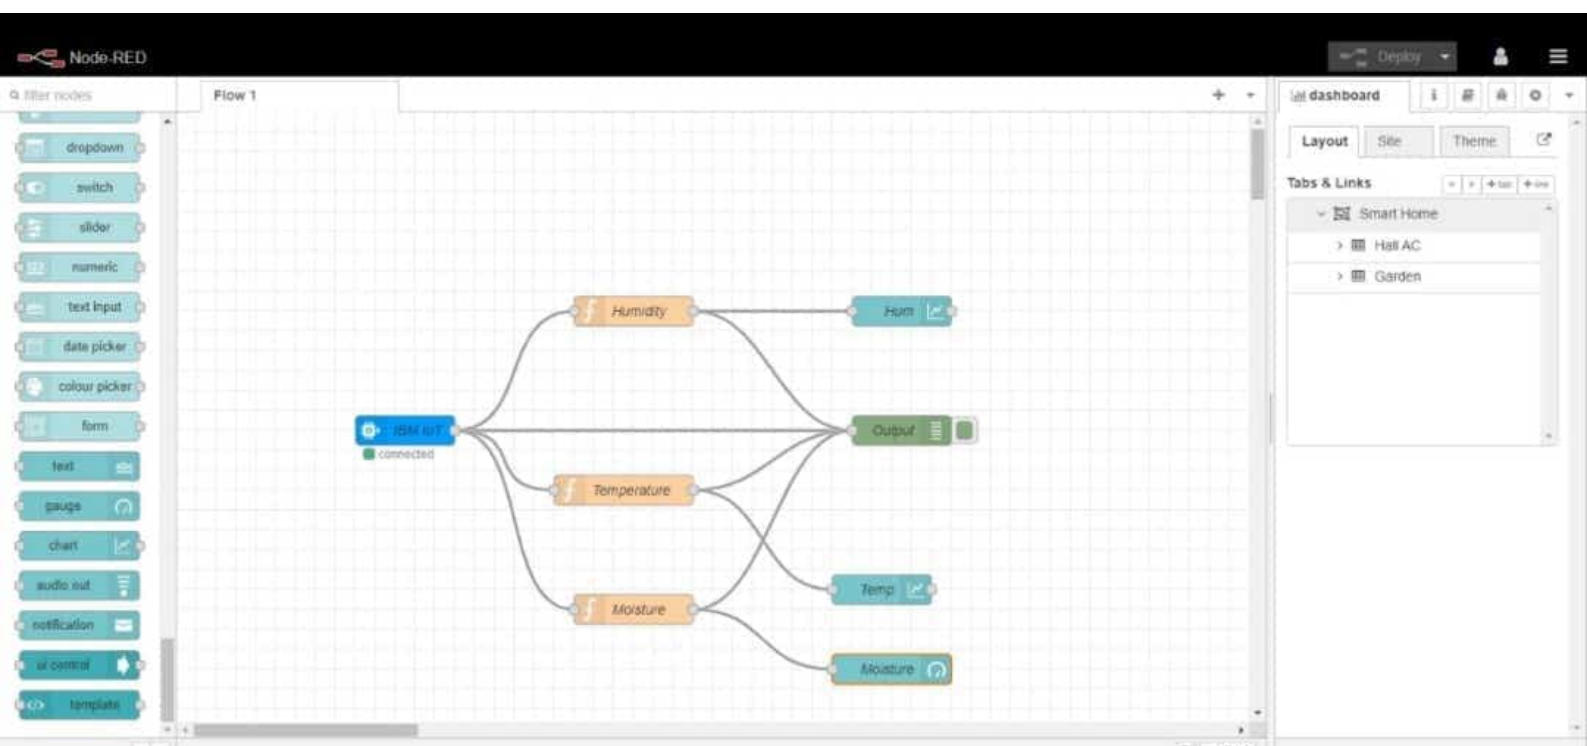 Node-RED
Deploy
filter nodes
Flow 1
dashboard
dropdown
switch
slider
numeric
text input
date picker
colour picker
form
text
gauge
chart
audio out
notification
ui control
template
Humidity
Hum
IBM IoT
connected
Output
Temperature
Temp
Moisture
Moisture
Layout
Site
Theme
Tabs & Links
+ tab
+ link
Smart Home
Hall AC
Garden